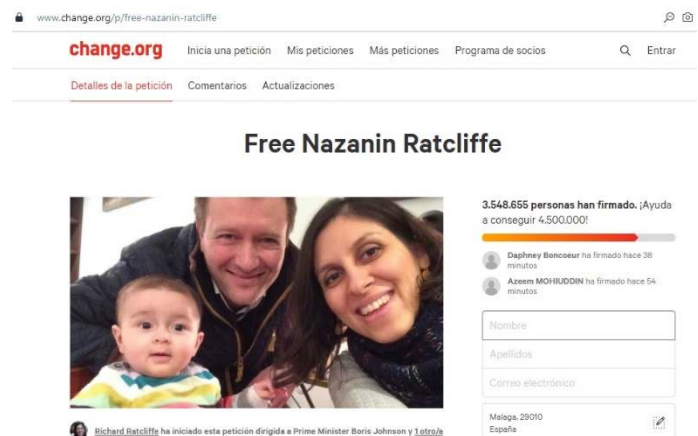 www.change.org/p/free-nazanin-ratcliffe
change.org Inicia una petición Mis peticiones Más peticiones Programa de socios Entrar
Detalles de la petición Comentarios Actualizaciones
Free Nazanin Ratcliffe
3.548.655 personas han firmado. ¡Ayuda
a conseguir 4.500.000!
Daphney Boncoeur ha firmado hace 38
minutos
Azeem MOHIUDDIN ha firmado hace 54
minutos
Nombre
Apellidos
Correo electrónico
Malaga, 29010
España
Richard Ratcliffe ha iniciado esta petición dirigida a Prime Minister Boris Johnson y 1 otro/a